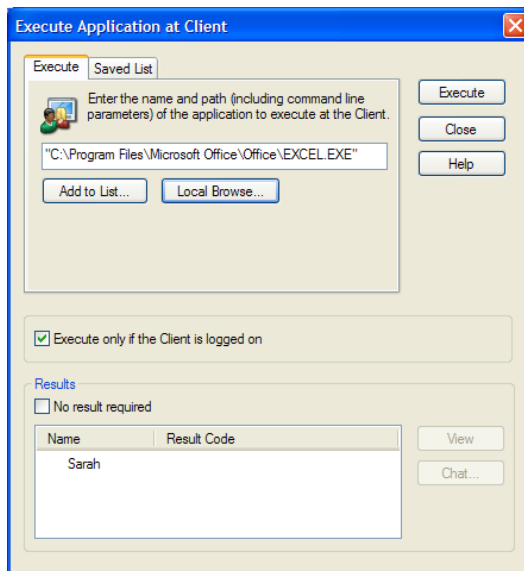 Execute Application at Client
Execute
Saved List
Enter the name and path (including command line
parameters) of the application to execute at the Client.
"C:\Program Files\Microsoft Office\Office\EXCEL.EXE"
Add to List...
Local Browse...
Execute
Close
Help
Execute only if the Client is logged on
Results
No result required
Name
Result Code
Sarah
View
Chat...